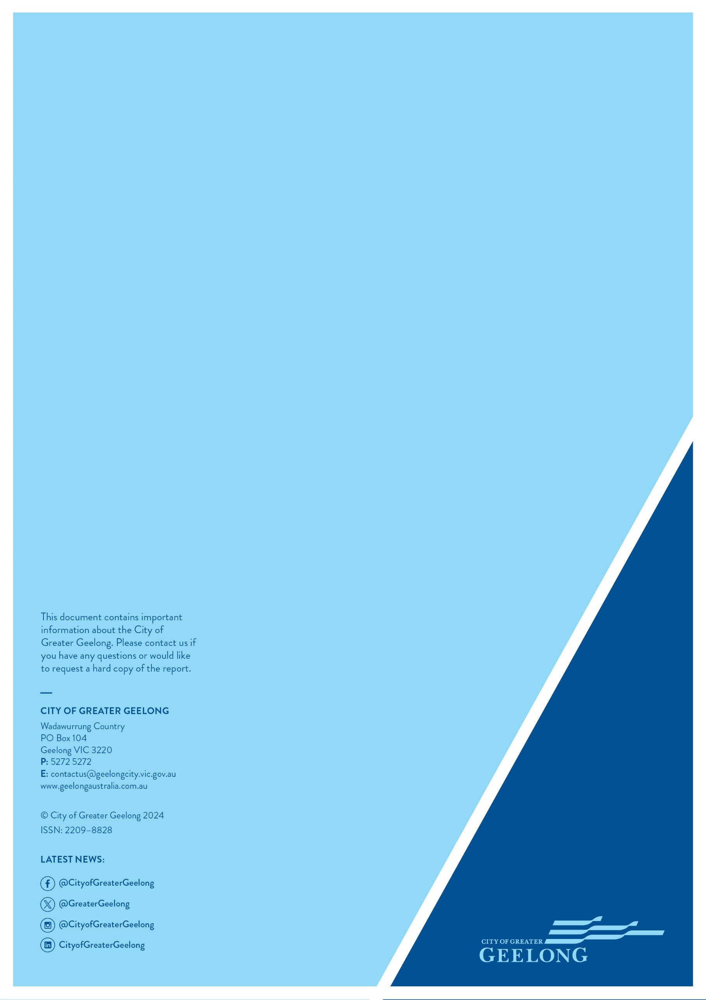 This document contains important
information about the City of
Greater Geelong. Please contact us if
you have any questions or would like
to request a hard copy of the report.
CITY OF GREATER GEELONG
Wadawurrung Country
PO Box 104
Geelong VIC 3220
P: 5272 5272
E: contactus@geelongcity.vic.gov.au
www.geelongaustralia.com.au
© City of Greater Geelong 2024
ISSN: 2209–8828
LATEST NEWS:
@CityofGreaterGeelong
@GreaterGeelong
@CityofGreaterGeelong
CityofGreaterGeelong
CITY OF GREATER
GEELONG